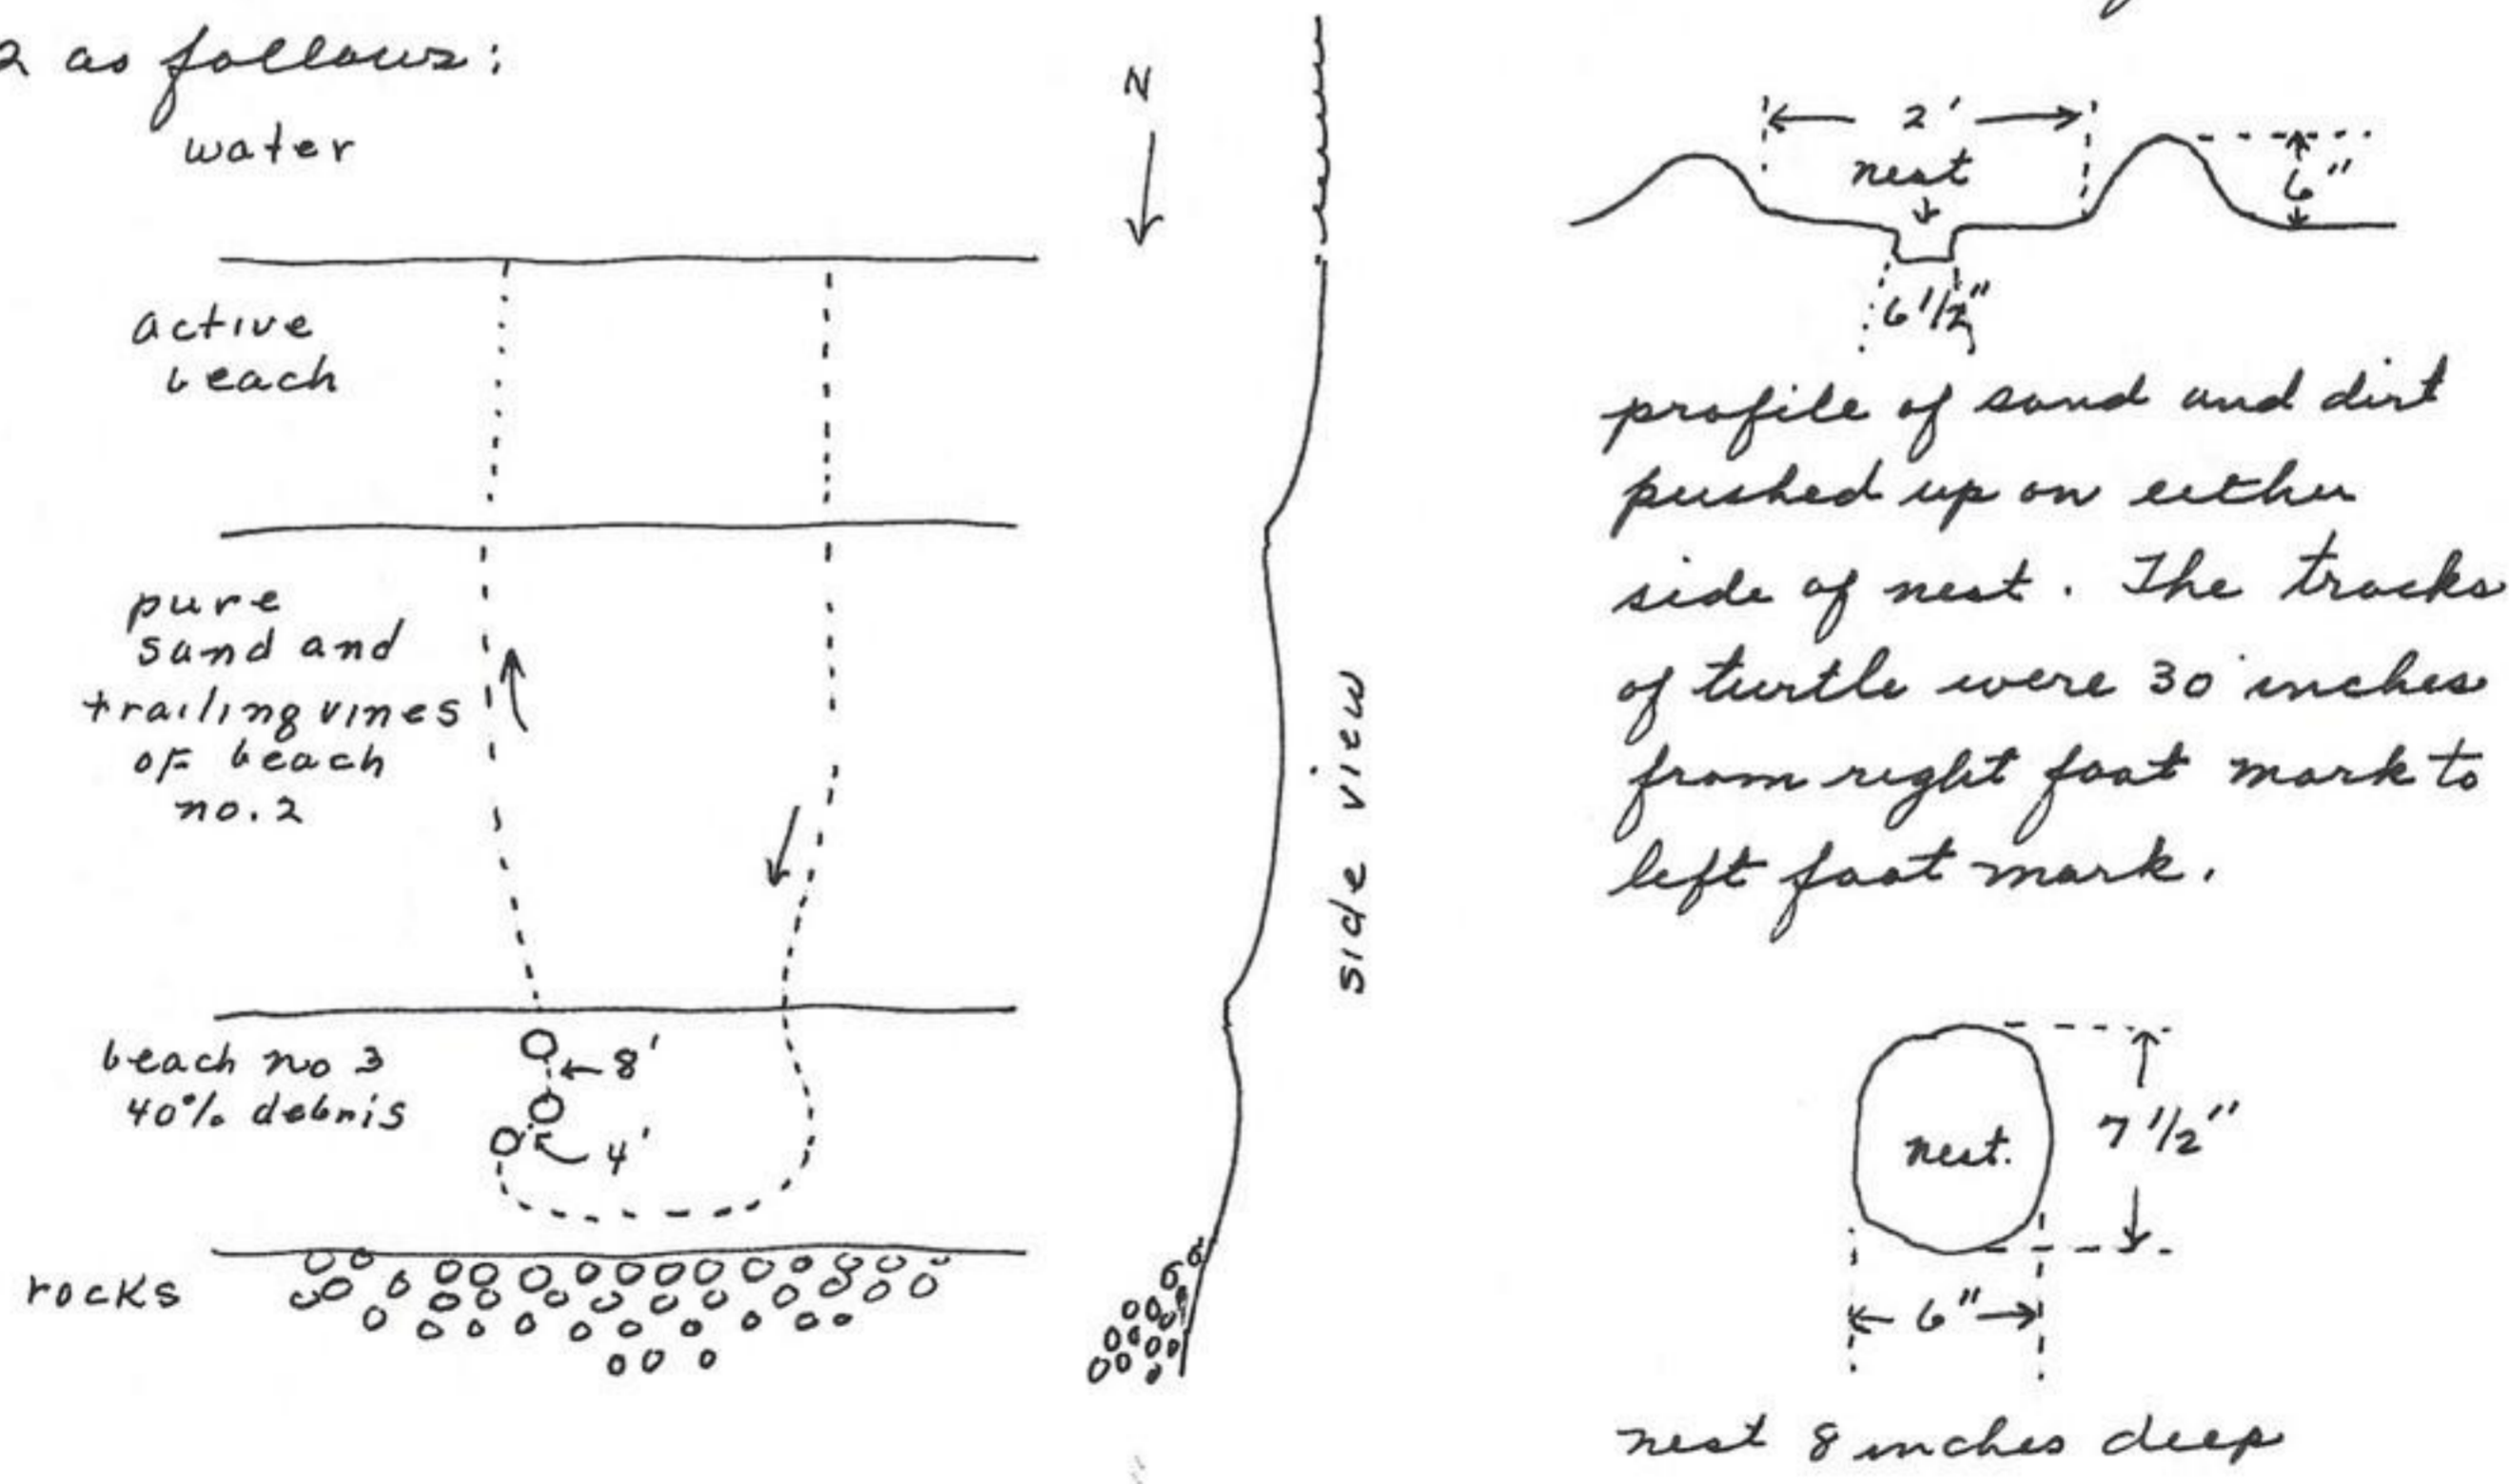 as follows:
water
N
active
beach
pure
sand and
trailing vines
of beach
no. 2
beach no 3
40% debris
8'
4'
rocks
side view
2'
nest
6"
6 1/2"
profile of sand and dirt
pushed up on either
side of nest. The tracks
of turtle were 30 inches
from right foot mark to
left foot mark.
nest.
7 1/2"
6"
nest 8 inches deep